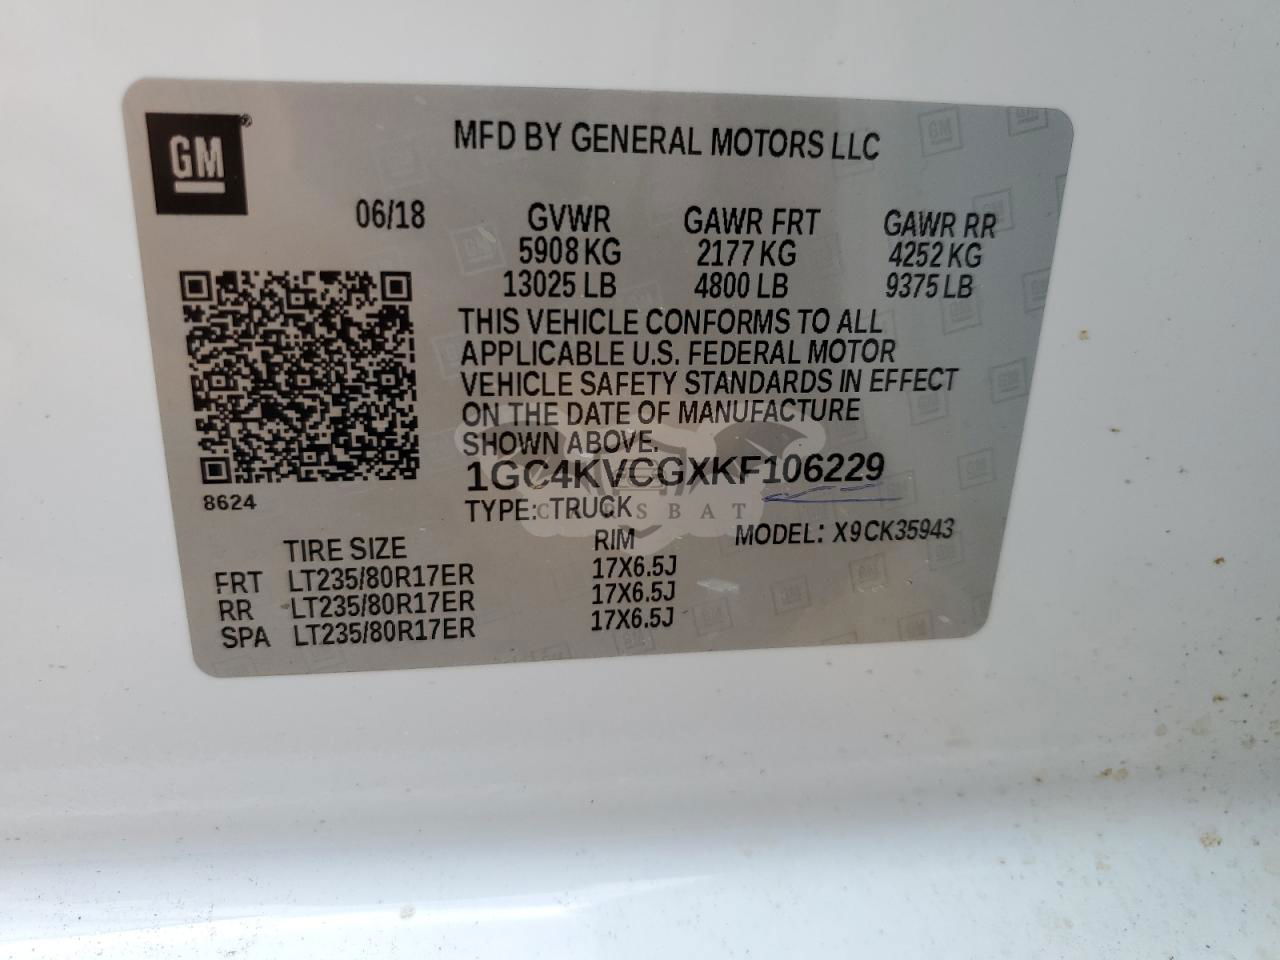 GM
MFD BY GENERAL MOTORS LLC
06/18 GVWR GAWR FRT GAWR RR
5908 KG 2177 KG 4252 KG
13025 LB 4800 LB 9375 LB
THIS VEHICLE CONFORMS TO ALL
APPLICABLE U.S. FEDERAL MOTOR
VEHICLE SAFETY STANDARDS IN EFFECT
ON THE DATE OF MANUFACTURE
SHOWN ABOVE.
1GC4KVCGXKF106229
8624
TYPE: TRUCK MODEL: X9CK35943
TIRE SIZE RIM
FRT LT235/80R17ER 17X6.5J
RR LT235/80R17ER 17X6.5J
SPA LT235/80R17ER 17X6.5J